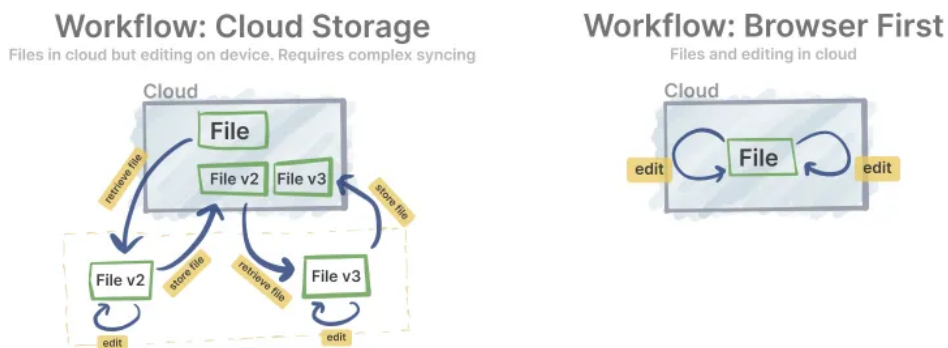 Workflow: Cloud Storage
Files in cloud but editing on device. Requires complex syncing
Cloud
File
File v2
File v3
retrieve file
store file
File v2
store file
retrieve file
File v3
edit
edit
Workflow: Browser First
Files and editing in cloud
Cloud
edit
File
edit